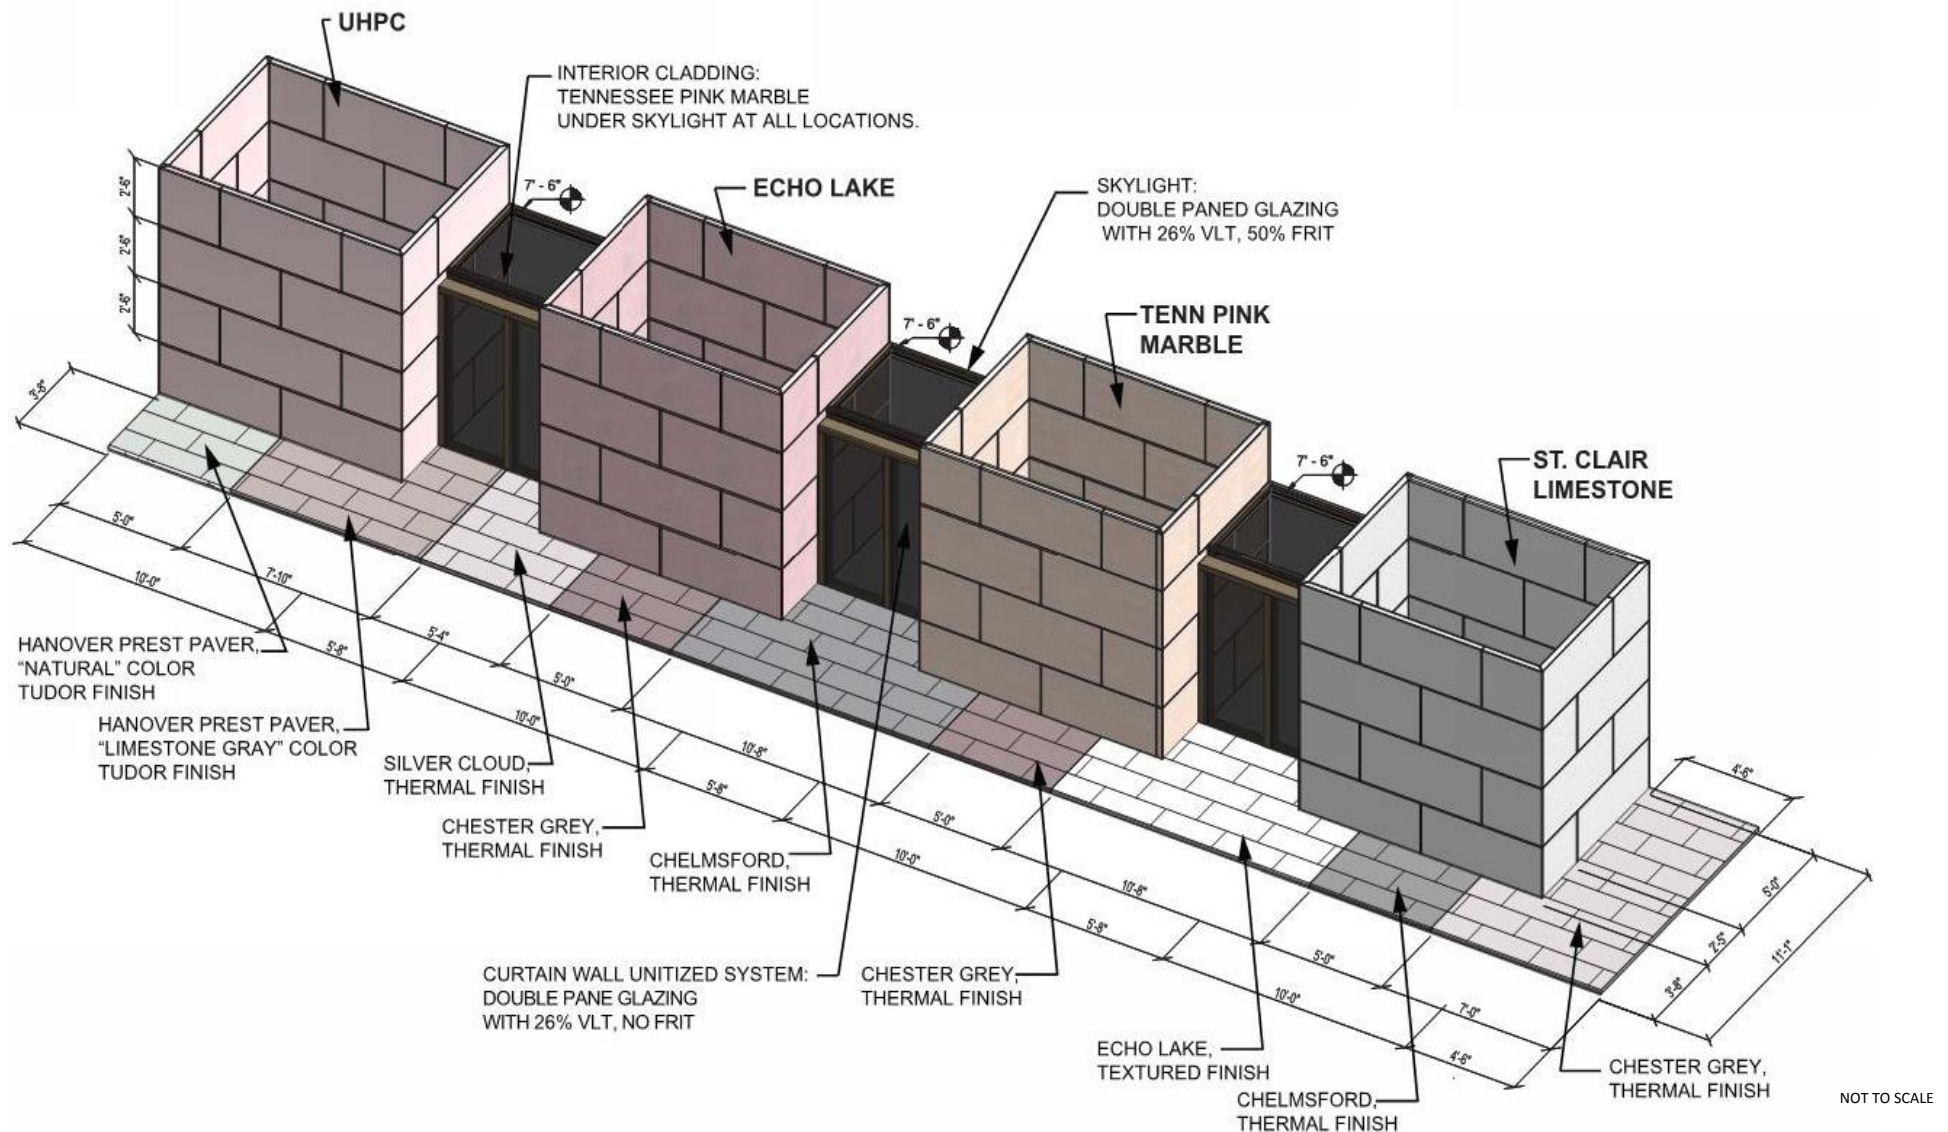 UHPC
INTERIOR CLADDING:
TENNESSEE PINK MARBLE
UNDER SKYLIGHT AT ALL LOCATIONS.
7' - 6"
ECHO LAKE
SKYLIGHT:
DOUBLE PANED GLAZING
WITH 26% VLT, 50% FRIT
7' - 6"
TENN PINK
MARBLE
7' - 6"
ST. CLAIR
LIMESTONE
2'-6"
2'-6"
2'-6"
3'-8"
5'-0"
7'-10"
5'-4"
5'-0"
10'-8"
5'-0"
10'-8"
5'-0"
7'-0"
10'-0"
5'-8"
10'-0"
5'-8"
10'-0"
5'-8"
10'-0"
4'-6"
4'-6"
5'-0"
2'-5"
3'-8"
11'-1"
HANOVER PREST PAVER,
“NATURAL” COLOR
TUDOR FINISH
HANOVER PREST PAVER,
“LIMESTONE GRAY” COLOR
TUDOR FINISH
SILVER CLOUD,
THERMAL FINISH
CHESTER GREY,
THERMAL FINISH
CHELMSFORD,
THERMAL FINISH
CURTAIN WALL UNITIZED SYSTEM:
DOUBLE PANE GLAZING
WITH 26% VLT, NO FRIT
CHESTER GREY,
THERMAL FINISH
ECHO LAKE,
TEXTURED FINISH
CHELMSFORD,
THERMAL FINISH
CHESTER GREY,
THERMAL FINISH
NOT TO SCALE